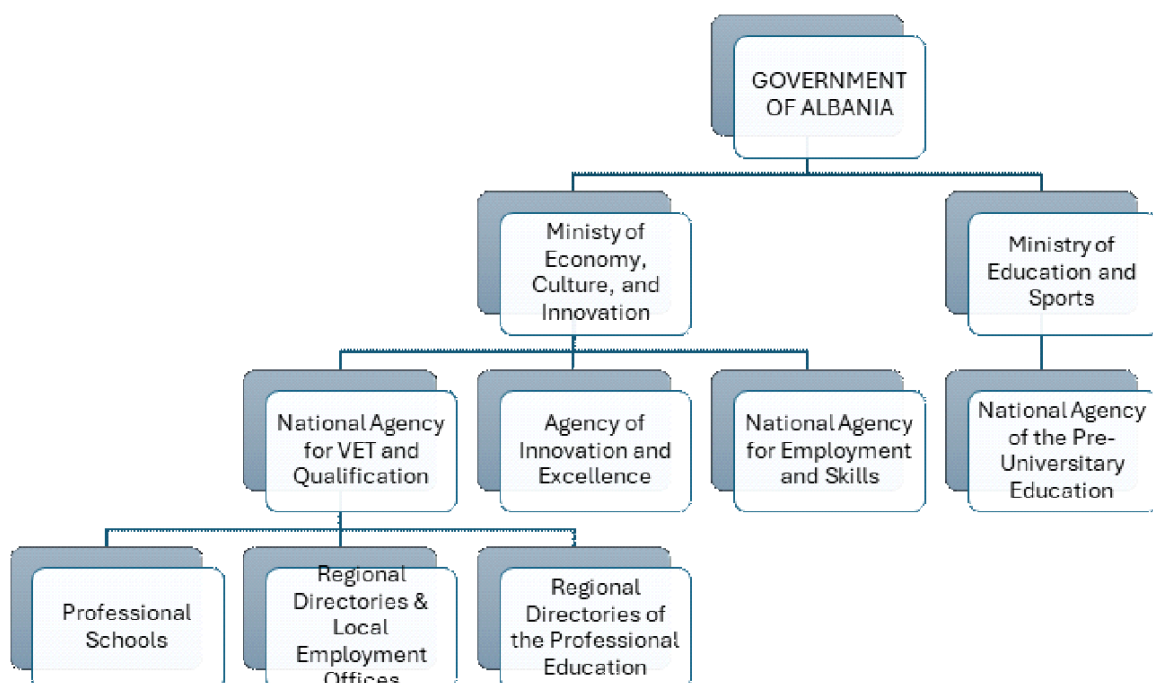 GOVERNMENT
OF ALBANIA
Ministy of
Economy,
Culture, and
Innovation
Ministry of
Education and
Sports
National Agency
for VET and
Qualification
Agency of
Innovation and
Excellence
National Agency
for Employment
and Skills
National Agency
of the Pre-
Universitary
Education
Professional
Schools
Regional
Directories &
Local
Employment
Offices
Regional
Directories of
the Professional
Education